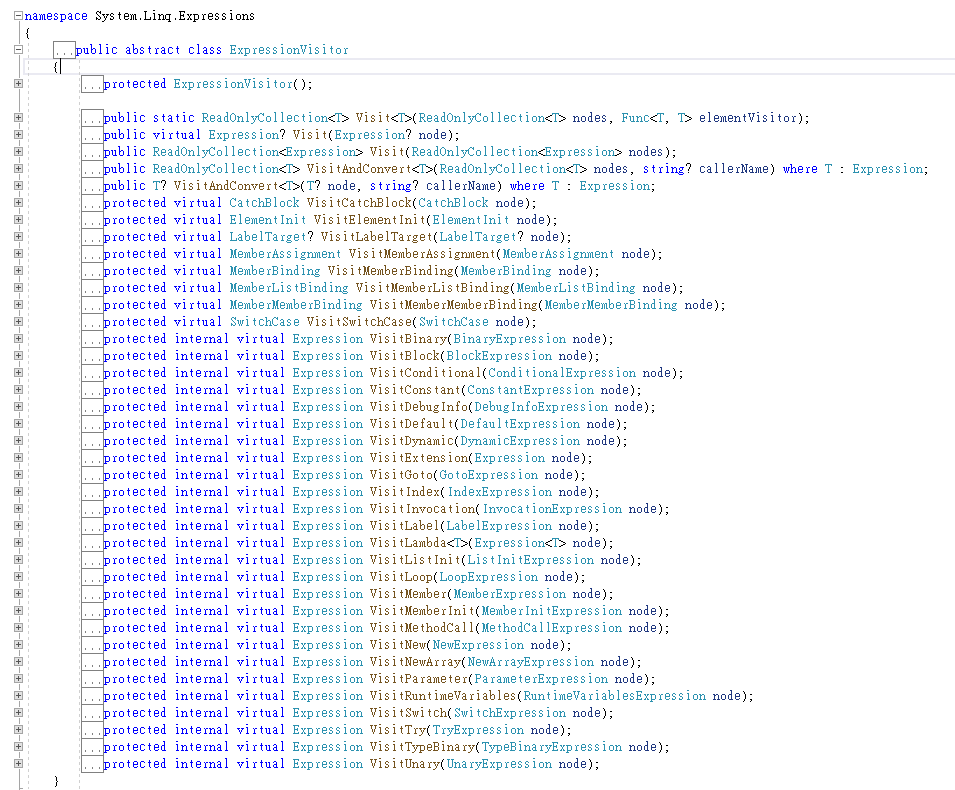 namespace System.Linq.Expressions
{
...public abstract class ExpressionVisitor
{
...protected ExpressionVisitor();
...public static ReadOnlyCollection<T> Visit<T>(ReadOnlyCollection<T> nodes, Func<T, T> elementVisitor);
...public virtual Expression? Visit(Expression? node);
...public ReadOnlyCollection<Expression> Visit(ReadOnlyCollection<Expression> nodes);
...public ReadOnlyCollection<T> VisitAndConvert<T>(ReadOnlyCollection<T> nodes, string? callerName) where T : Expression;
...public T? VisitAndConvert<T>(T? node, string? callerName) where T : Expression;
...protected virtual CatchBlock VisitCatchBlock(CatchBlock node);
...protected virtual ElementInit VisitElementInit(ElementInit node);
...protected virtual LabelTarget? VisitLabelTarget(LabelTarget? node);
...protected virtual MemberAssignment VisitMemberAssignment(MemberAssignment node);
...protected virtual MemberBinding VisitMemberBinding(MemberBinding node);
...protected virtual MemberListBinding VisitMemberListBinding(MemberListBinding node);
...protected virtual MemberMemberBinding VisitMemberMemberBinding(MemberMemberBinding node);
...protected virtual SwitchCase VisitSwitchCase(SwitchCase node);
...protected internal virtual Expression VisitBinary(BinaryExpression node);
...protected internal virtual Expression VisitBlock(BlockExpression node);
...protected internal virtual Expression VisitConditional(ConditionalExpression node);
...protected internal virtual Expression VisitConstant(ConstantExpression node);
...protected internal virtual Expression VisitDebugInfo(DebugInfoExpression node);
...protected internal virtual Expression VisitDefault(DefaultExpression node);
...protected internal virtual Expression VisitDynamic(DynamicExpression node);
...protected internal virtual Expression VisitExtension(Expression node);
...protected internal virtual Expression VisitGoto(GotoExpression node);
...protected internal virtual Expression VisitIndex(IndexExpression node);
...protected internal virtual Expression VisitInvocation(InvocationExpression node);
...protected internal virtual Expression VisitLabel(LabelExpression node);
...protected internal virtual Expression VisitLambda<T>(Expression<T> node);
...protected internal virtual Expression VisitListInit(ListInitExpression node);
...protected internal virtual Expression VisitLoop(LoopExpression node);
...protected internal virtual Expression VisitMember(MemberExpression node);
...protected internal virtual Expression VisitMemberInit(MemberInitExpression node);
...protected internal virtual Expression VisitMethodCall(MethodCallExpression node);
...protected internal virtual Expression VisitNew(NewExpression node);
...protected internal virtual Expression VisitNewArray(NewArrayExpression node);
...protected internal virtual Expression VisitParameter(ParameterExpression node);
...protected internal virtual Expression VisitRuntimeVariables(RuntimeVariablesExpression node);
...protected internal virtual Expression VisitSwitch(SwitchExpression node);
...protected internal virtual Expression VisitTry(TryExpression node);
...protected internal virtual Expression VisitTypeBinary(TypeBinaryExpression node);
...protected internal virtual Expression VisitUnary(UnaryExpression node);
}